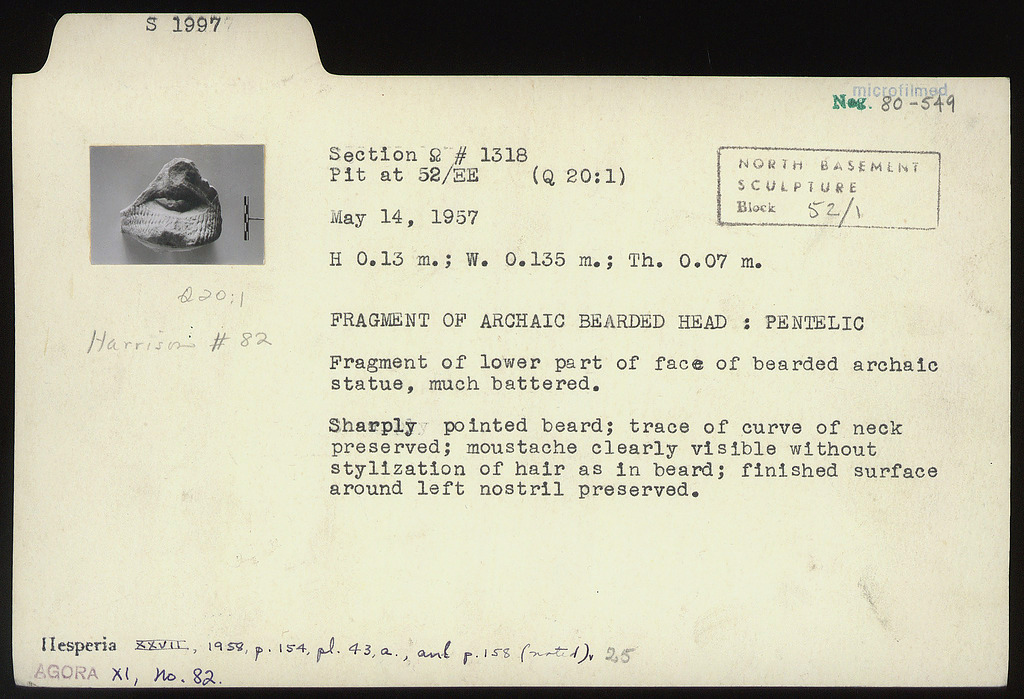 S 1997
microfilmed
Neg. 80-549
Section Ω # 1318
Pit at 52/EE (Q 20:1)
NORTH BASEMENT
SCULPTURE
Block 52/1
May 14, 1957
H 0.13 m.; W. 0.135 m.; Th. 0.07 m.
Q20:1
Harrison # 82
FRAGMENT OF ARCHAIC BEARDED HEAD : PENTELIC
Fragment of lower part of face of bearded archaic
statue, much battered.
Sharply pointed beard; trace of curve of neck
preserved; moustache clearly visible without
stylization of hair as in beard; finished surface
around left nostril preserved.
Hesperia XXVII, 1958, p. 154, pl. 43, a., and p. 158 (noted), 25
AGORA XI, No. 82.